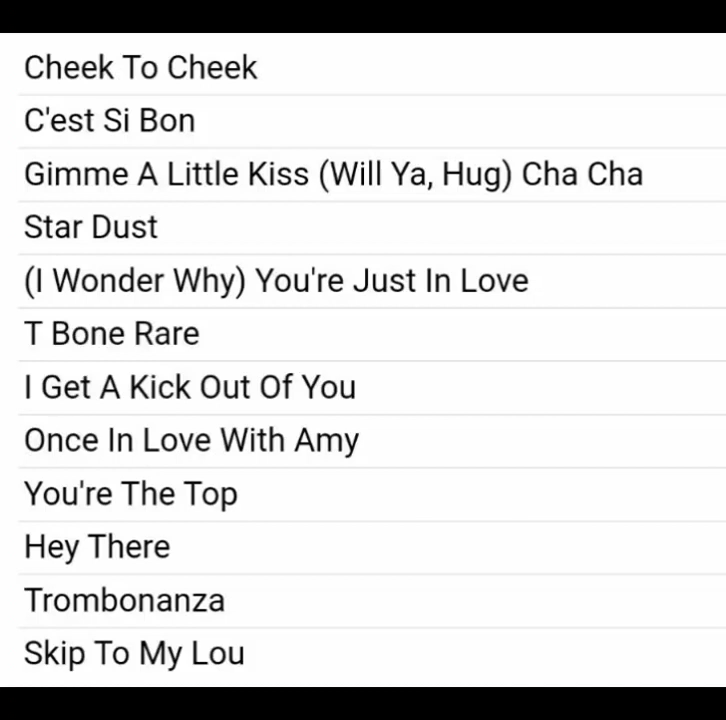 Cheek To Cheek
C'est Si Bon
Gimme A Little Kiss (Will Ya, Hug) Cha Cha
Star Dust
(I Wonder Why) You're Just In Love
T Bone Rare
I Get A Kick Out Of You
Once In Love With Amy
You're The Top
Hey There
Trombonanza
Skip To My Lou